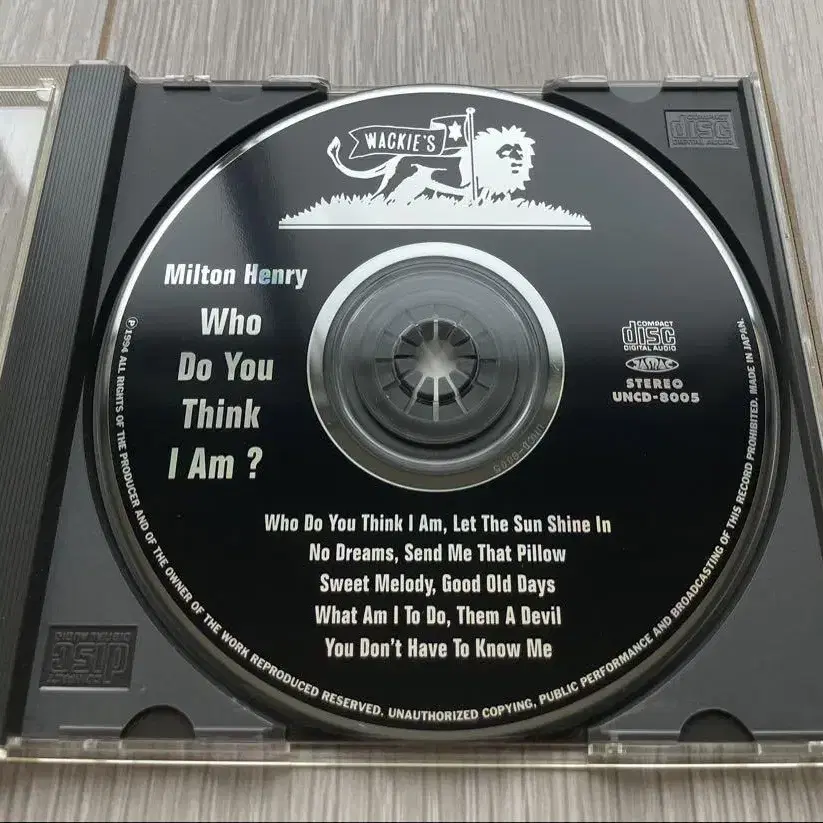 WACKIE'S
COMPACT
disc
DIGITAL AUDIO
Milton Henry
Who
Do You
Think
I Am ?
COMPACT
disc
DIGITAL AUDIO
STEREO
UNCD-8005
Who Do You Think I Am, Let The Sun Shine In
No Dreams, Send Me That Pillow
Sweet Melody, Good Old Days
What Am I To Do, Them A Devil
You Don't Have To Know Me
℗1994 ALL RIGHTS OF THE PRODUCER AND OF THE OWNER OF THE WORK REPRODUCED RESERVED. UNAUTHORIZED COPYING, PUBLIC PERFORMANCE AND BROADCASTING OF THIS RECORD PROHIBITED. MADE IN JAPAN.
COMPACT
disc
DIGITAL AUDIO